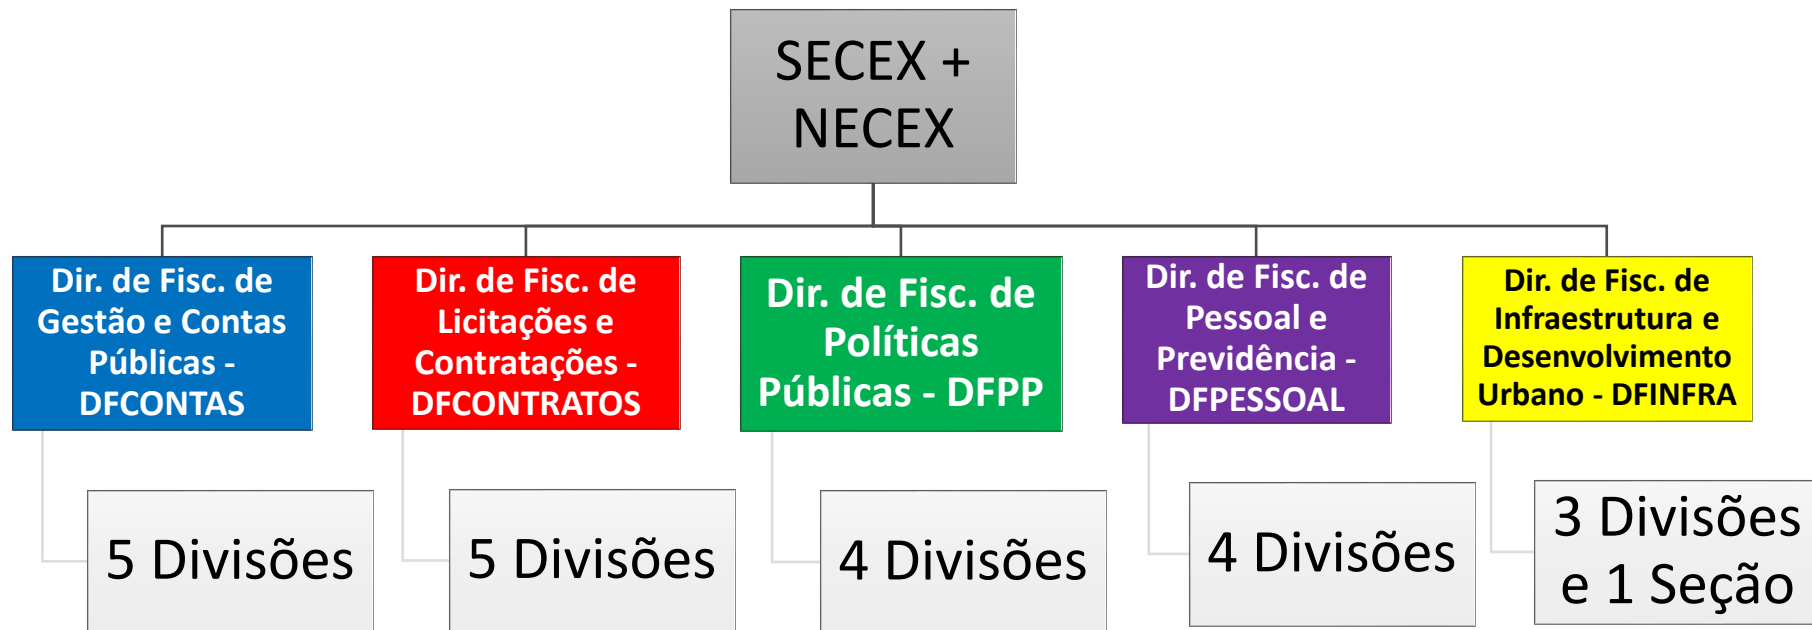 SECEX +
NECEX
Dir. de Fisc. de
Gestão e Contas
Públicas -
DFCONTAS
Dir. de Fisc. de
Licitações e
Contratações -
DFCONTRATOS
Dir. de Fisc. de
Políticas
Públicas - DFPP
Dir. de Fisc. de
Pessoal e
Previdência -
DFPESSOAL
Dir. de Fisc. de
Infraestrutura e
Desenvolvimento
Urbano - DFINFRA
5 Divisões
5 Divisões
4 Divisões
4 Divisões
3 Divisões
e 1 Seção